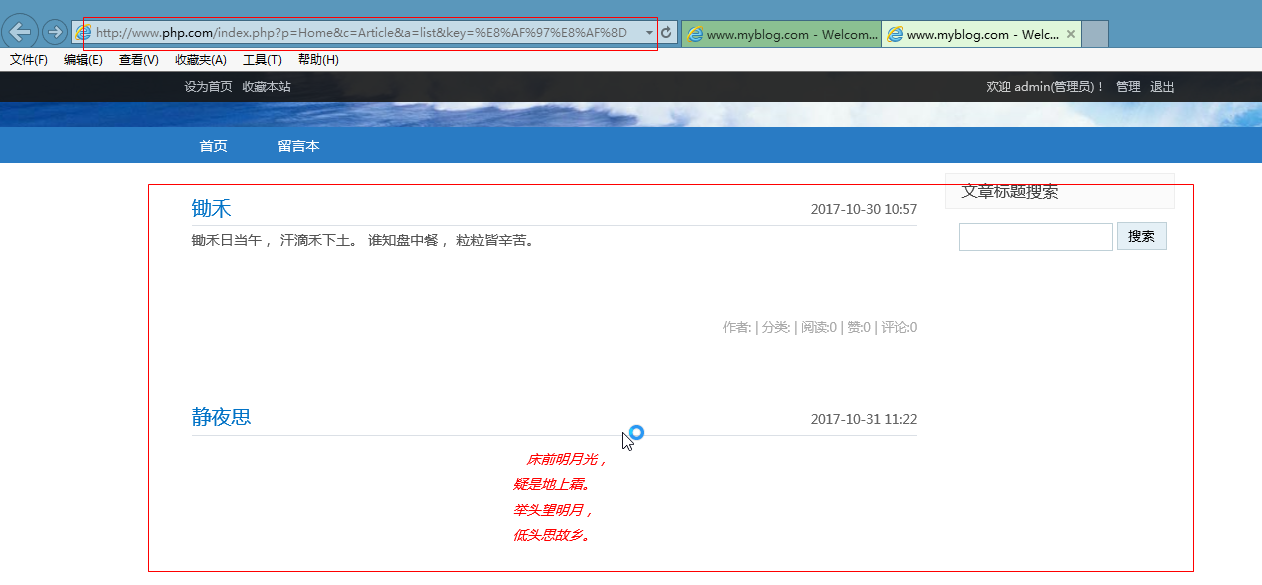 http://www.php.com/index.php?p=Home&c=Article&a=list&key=%E8%AF%97%E8%AF%8D
www.myblog.com - Welcom...
www.myblog.com - Welc...
文件(F) 编辑(E) 查看(V) 收藏夹(A) 工具(T) 帮助(H)
设为首页 收藏本站
欢迎 admin(管理员)！ 管理 退出
首页 留言本
锄禾
2017-10-30 10:57
锄禾日当午， 汗滴禾下土。 谁知盘中餐， 粒粒皆辛苦。
作者: | 分类: | 阅读:0 | 赞:0 | 评论:0
静夜思
2017-10-31 11:22
床前明月光，
疑是地上霜。
举头望明月，
低头思故乡。
文章标题搜索
搜索